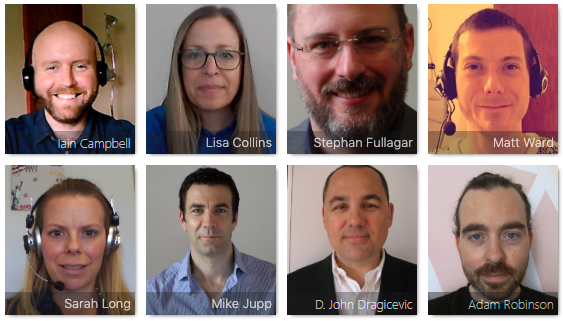 Iain Campbell
Lisa Collins
Stephan Fullagar
Matt Ward
Sarah Long
Mike Jupp
D. John Dragicevic
Adam Robinson